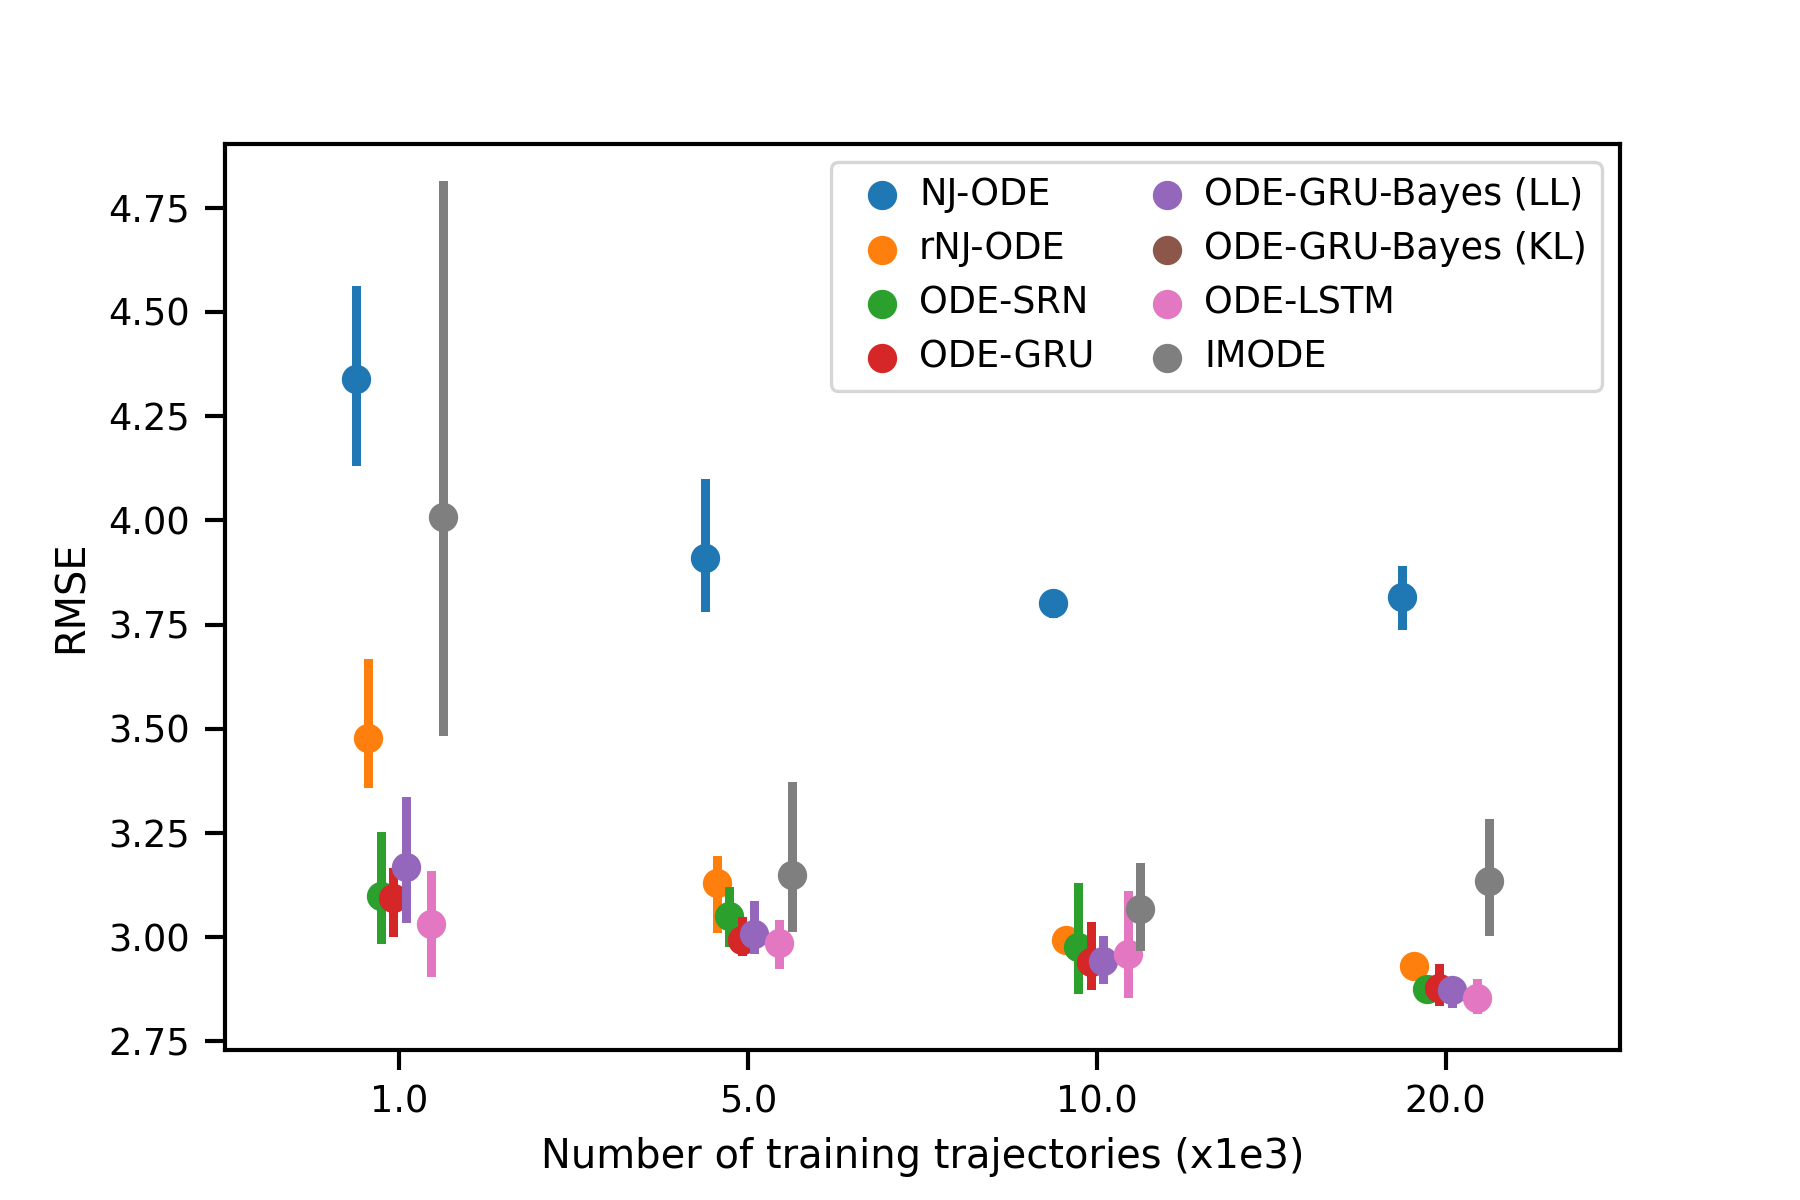 NJ-ODE
rNJ-ODE
ODE-SRN
ODE-GRU
ODE-GRU-Bayes (LL)
ODE-GRU-Bayes (KL)
ODE-LSTM
IMODE
RMSE
4.75
4.50
4.25
4.00
3.75
3.50
3.25
3.00
2.75
1.0 5.0 10.0 20.0
Number of training trajectories (x1e3)